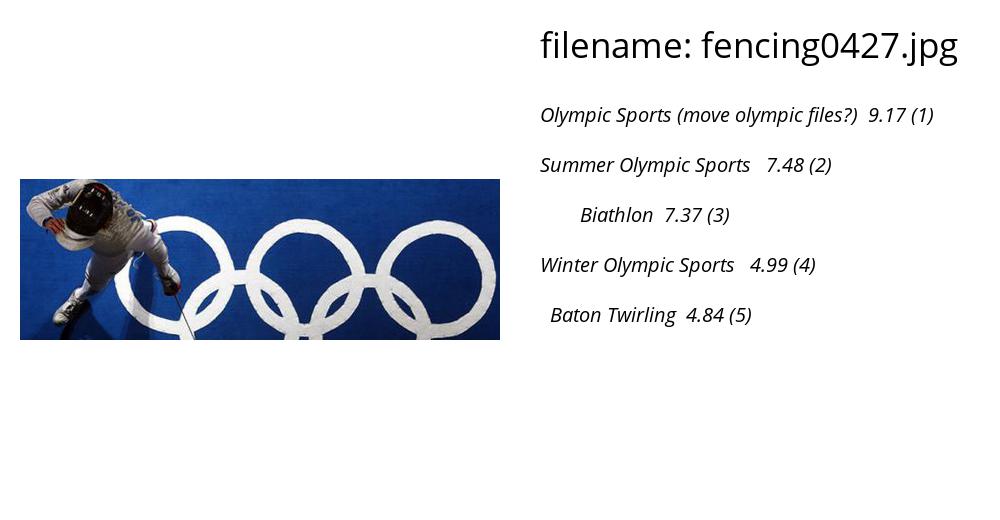 filename: fencing0427.jpg
Olympic Sports (move olympic files?) 9.17 (1)
Summer Olympic Sports 7.48 (2)
Biathlon 7.37 (3)
Winter Olympic Sports 4.99 (4)
Baton Twirling 4.84 (5)